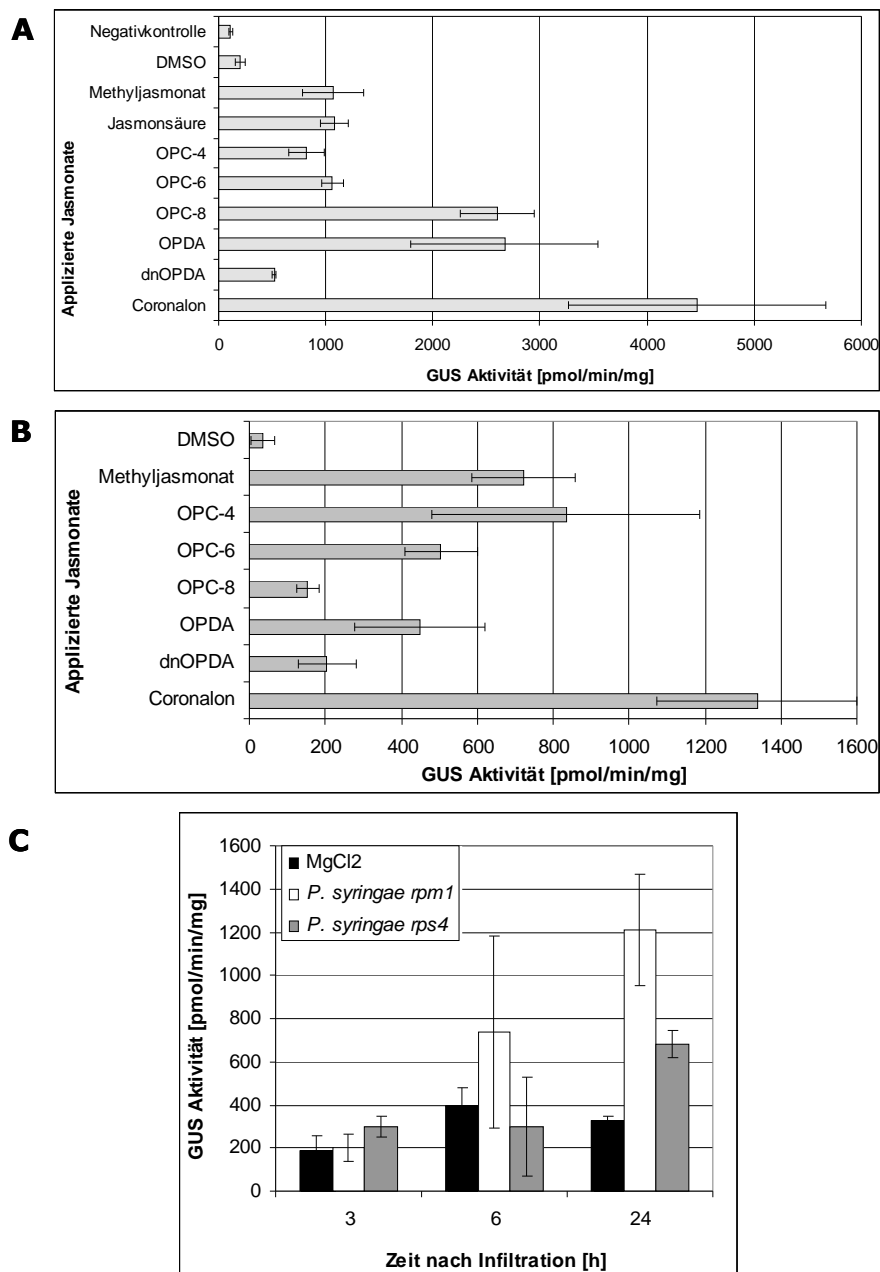 A
Applizierte Jasmonate
Negativkontrolle
DMSO
Methyljasmonat
Jasmonsäure
OPC-4
OPC-6
OPC-8
OPDA
dnOPDA
Coronalon
0 1000 2000 3000 4000 5000 6000
GUS Aktivität [pmol/min/mg]
B
Applizierte Jasmonate
DMSO
Methyljasmonat
OPC-4
OPC-6
OPC-8
OPDA
dnOPDA
Coronalon
0 200 400 600 800 1000 1200 1400 1600
GUS Aktivität [pmol/min/mg]
C
GUS Aktivität [pmol/min/mg]
1600
1400
1200
1000
800
600
400
200
0
MgCl2
P. syringae rpm1
P. syringae rps4
3 6 24
Zeit nach Infiltration [h]